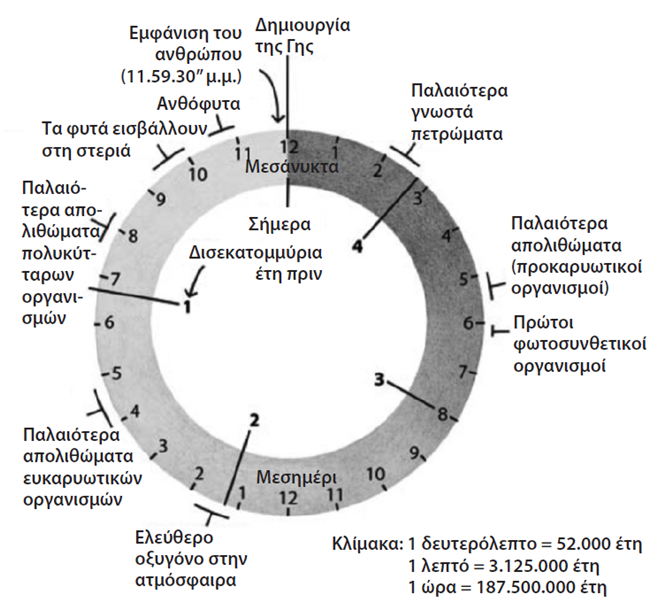 Εμφάνιση του
ανθρώπου
(11.59.30″ μ.μ.)
Δημιουργία
της Γης
Παλαιότερα
γνωστά
πετρώματα
Ανθόφυτα
Τα φυτά εισβάλλουν
στη στεριά
Παλαιό-
τερα απο-
λιθώματα
πολυκύτ-
ταρων
οργανι-
σμών
12
Μεσάνυκτα
1
2
3
4
5
6
7
8
9
10
11
12
Μεσημέρι
1
2
3
4
5
6
7
8
9
10
11
Σήμερα
Δισεκατομμύρια
έτη πριν
4
3
2
1
Παλαιότερα
απολιθώματα
(προκαρυωτικοί
οργανισμοί)
Πρώτοι
φωτοσυνθετικοί
οργανισμοί
Παλαιότερα
απολιθώματα
ευκαρυωτικών
οργανισμών
Ελεύθερο
οξυγόνο στην
ατμόσφαιρα
Κλίμακα: 1 δευτερόλεπτο = 52.000 έτη
1 λεπτό = 3.125.000 έτη
1 ώρα = 187.500.000 έτη